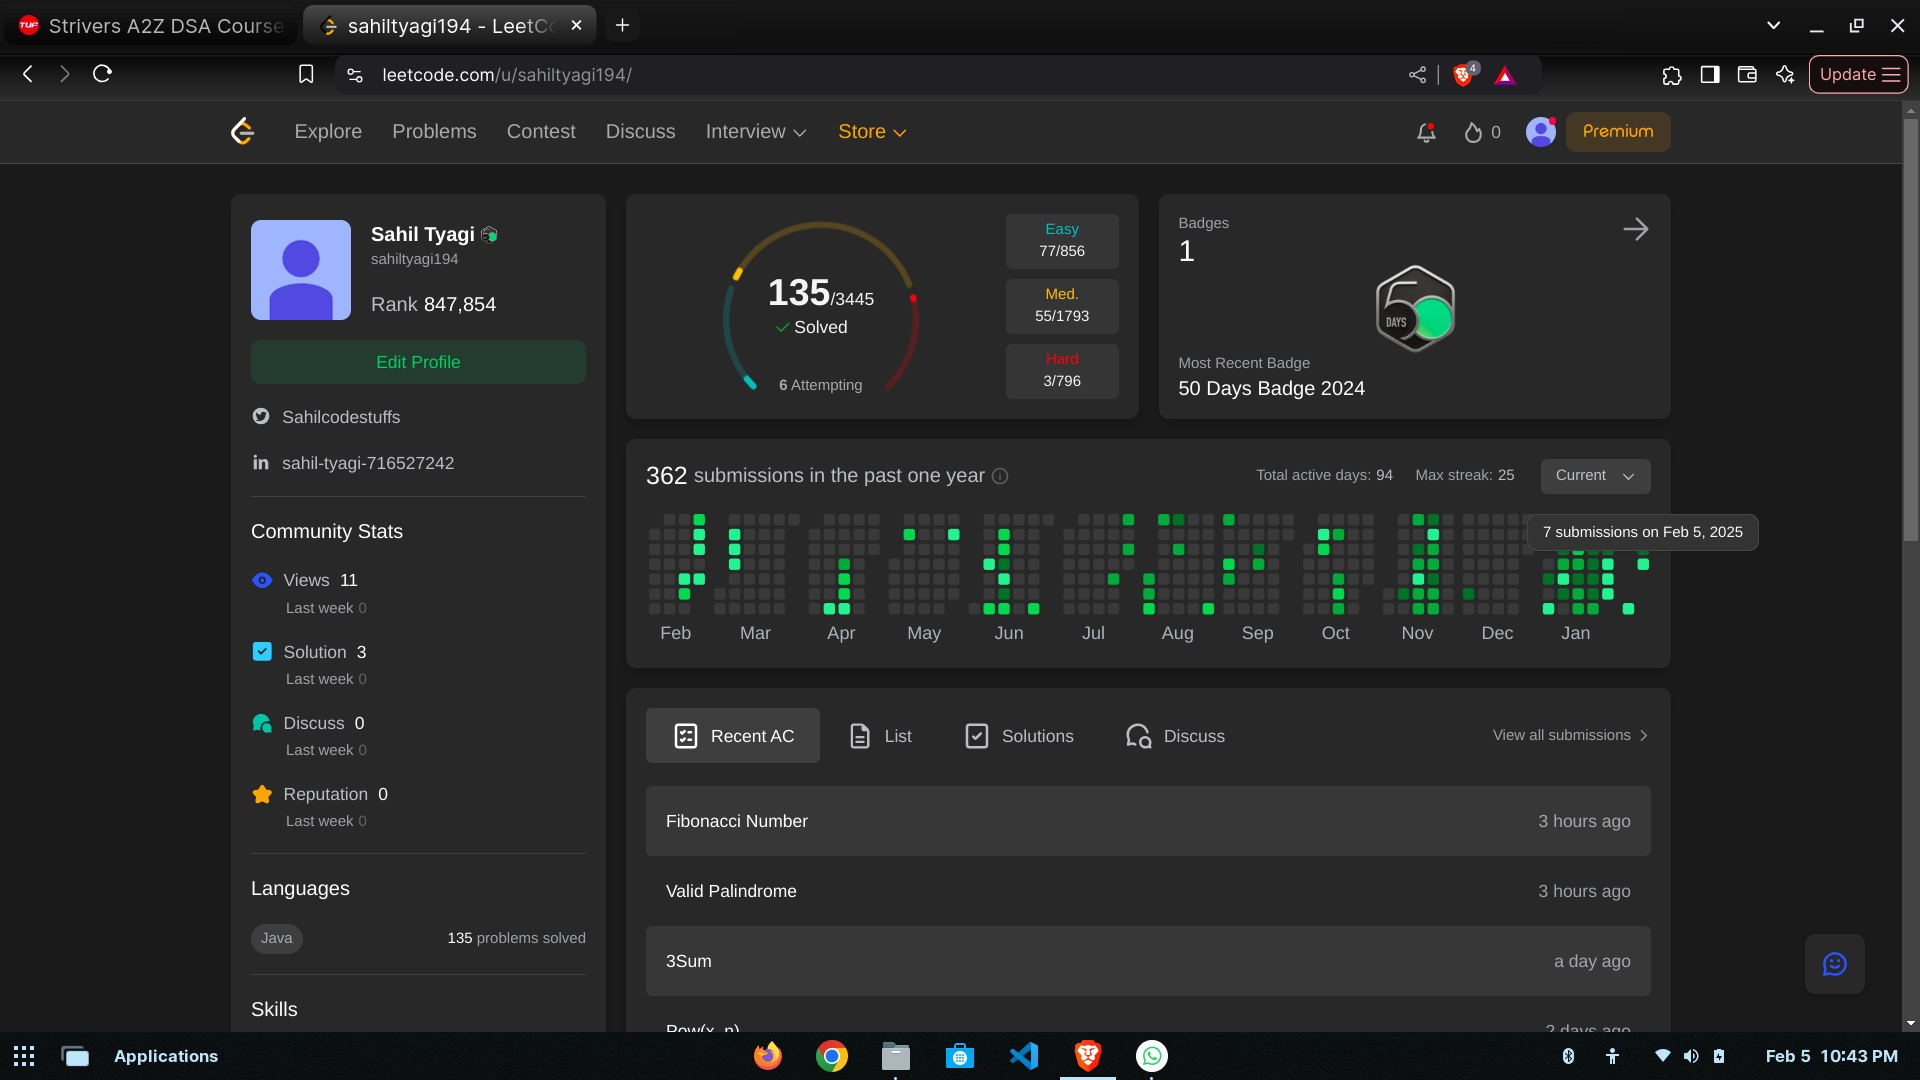 TUF Strivers A2Z DSA Course
sahiltyagi194 - LeetCo
leetcode.com/u/sahiltyagi194/
4
Update
Explore Problems Contest Discuss Interview Store
0
Premium
Sahil Tyagi
sahiltyagi194
Rank 847,854
Edit Profile
Sahilcodestuffs
in sahil-tyagi-716527242
Community Stats
Views 11
Last week 0
Solution 3
Last week 0
Discuss 0
Last week 0
Reputation 0
Last week 0
Languages
Java 135 problems solved
Skills
135/3445
Solved
6 Attempting
Easy
77/856
Med.
55/1793
Hard
3/796
Badges
1
50 DAYS
Most Recent Badge
50 Days Badge 2024
362 submissions in the past one year
Total active days: 94 Max streak: 25 Current
7 submissions on Feb 5, 2025
Feb Mar Apr May Jun Jul Aug Sep Oct Nov Dec Jan
Recent AC List Solutions Discuss View all submissions
Fibonacci Number 3 hours ago
Valid Palindrome 3 hours ago
3Sum a day ago
Pow(x, n) 2 days ago
Applications
Feb 5 10:43 PM